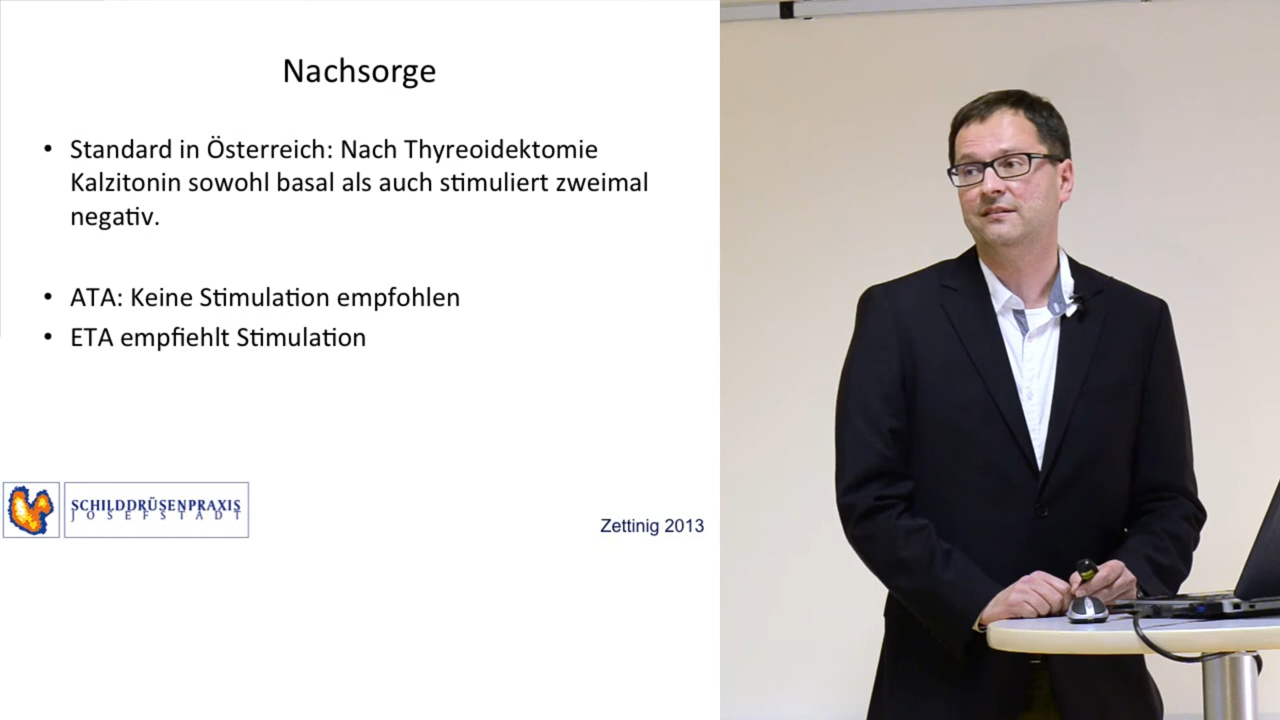 Nachsorge
• Standard in Österreich: Nach Thyreoidektomie
Kalzitonin sowohl basal als auch stimuliert zweimal
negativ.
• ATA: Keine Stimulation empfohlen
• ETA empfiehlt Stimulation
SCHILDDRÜSENPRAXIS
JOSEFSTADT
Zettinig 2013